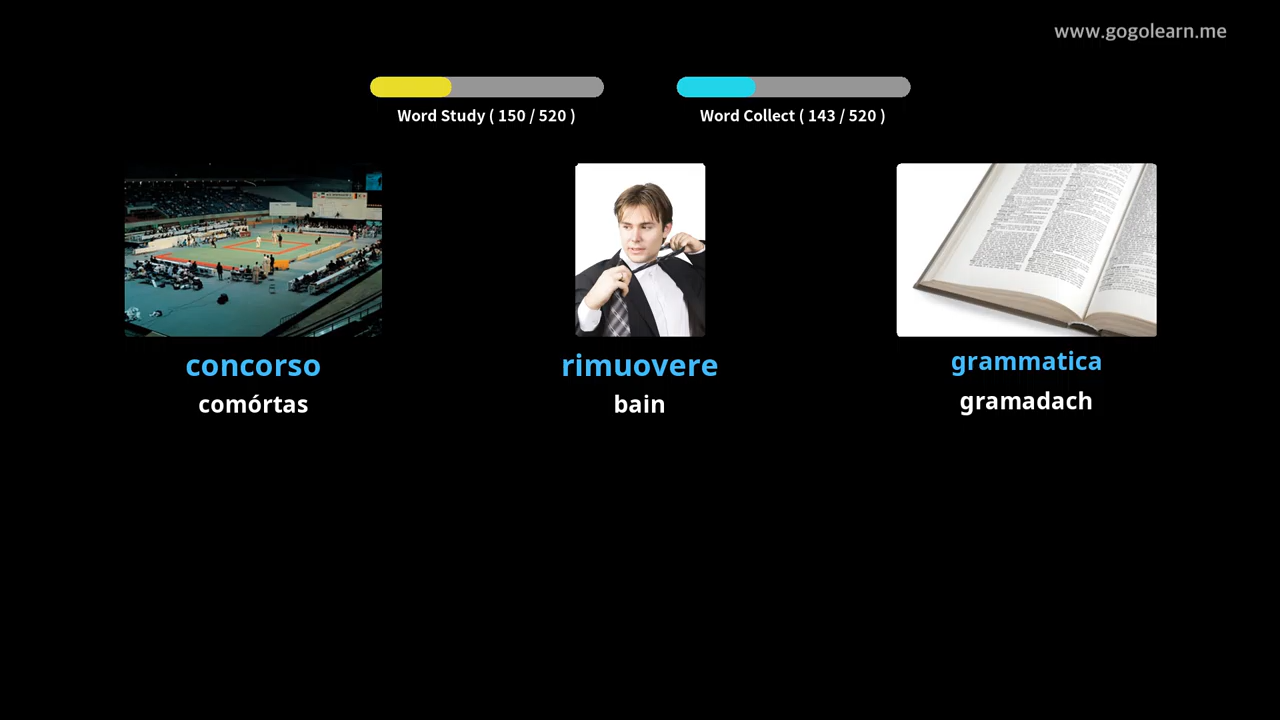 www.gogolearn.me
Word Study ( 150 / 520 )
Word Collect ( 143 / 520 )
concorso
rimuovere
grammatica
comórtas
bain
gramadach